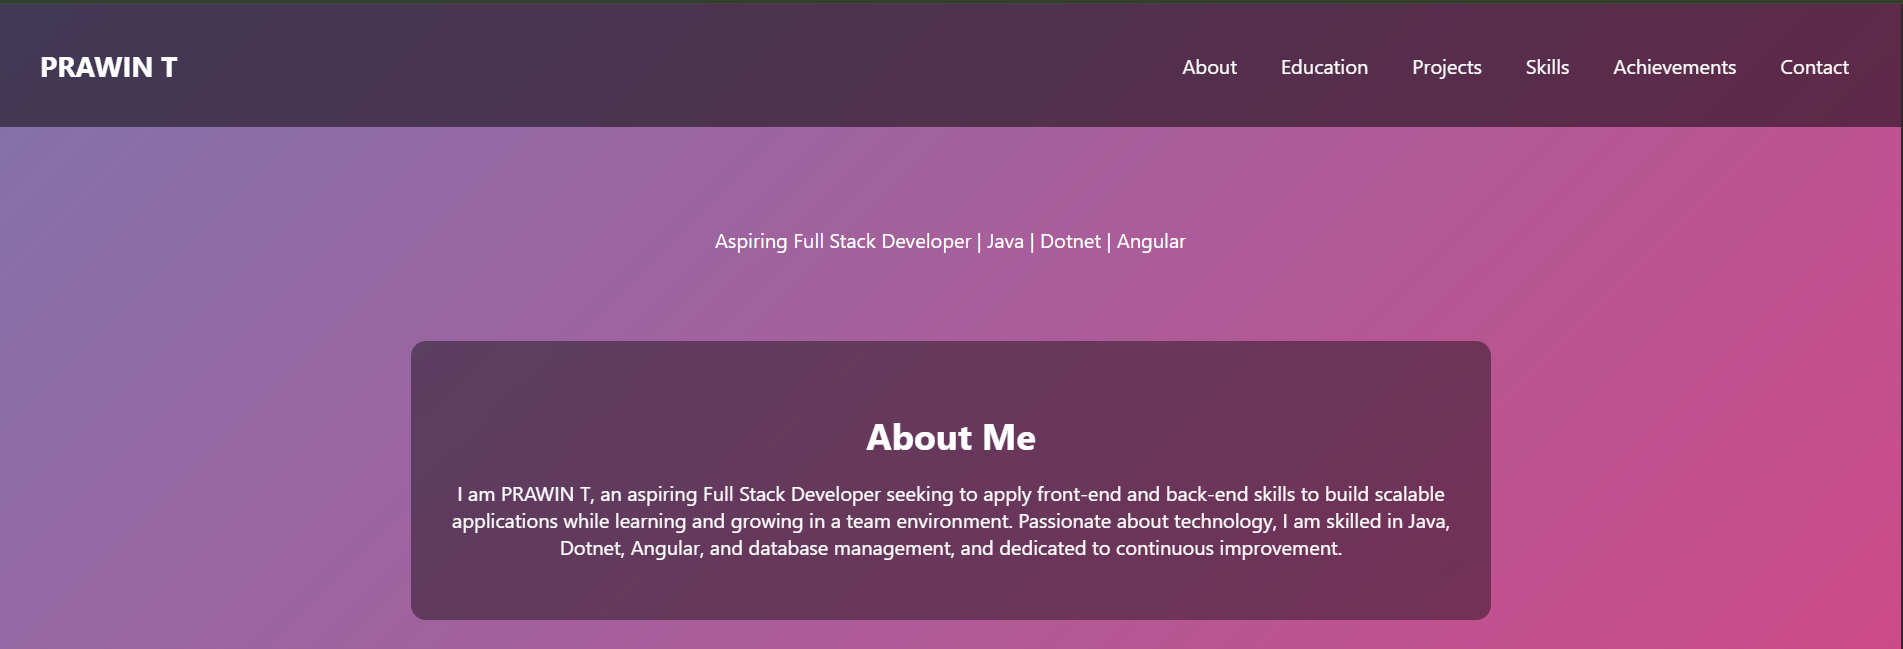 PRAWIN T
About Education Projects Skills Achievements Contact
Aspiring Full Stack Developer | Java | Dotnet | Angular
About Me
I am PRAWIN T, an aspiring Full Stack Developer seeking to apply front-end and back-end skills to build scalable
applications while learning and growing in a team environment. Passionate about technology, I am skilled in Java,
Dotnet, Angular, and database management, and dedicated to continuous improvement.